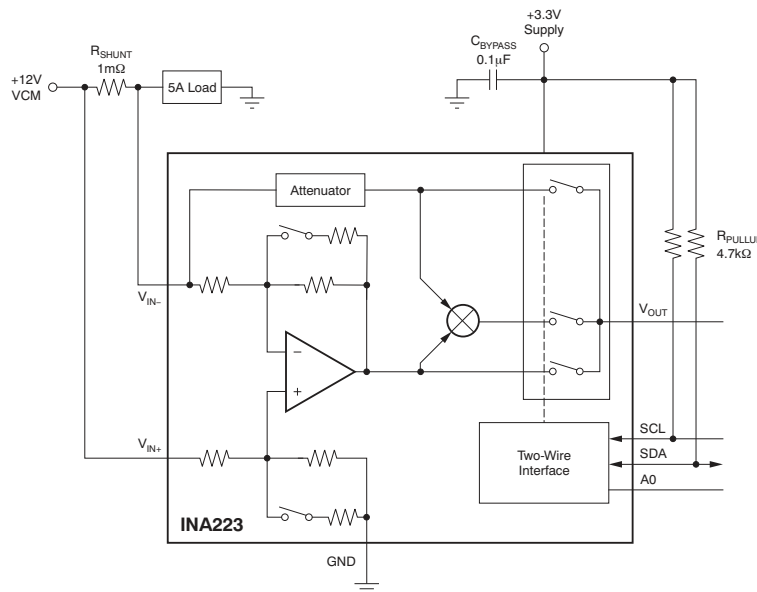 +3.3V
Supply
C_BYPASS
0.1µF
R_SHUNT
1mΩ
+12V
VCM
5A Load
Attenuator
R_PULLU
4.7kΩ
V_IN−
V_OUT
−
+
V_IN+
SCL
Two-Wire
Interface
SDA
A0
INA223
GND